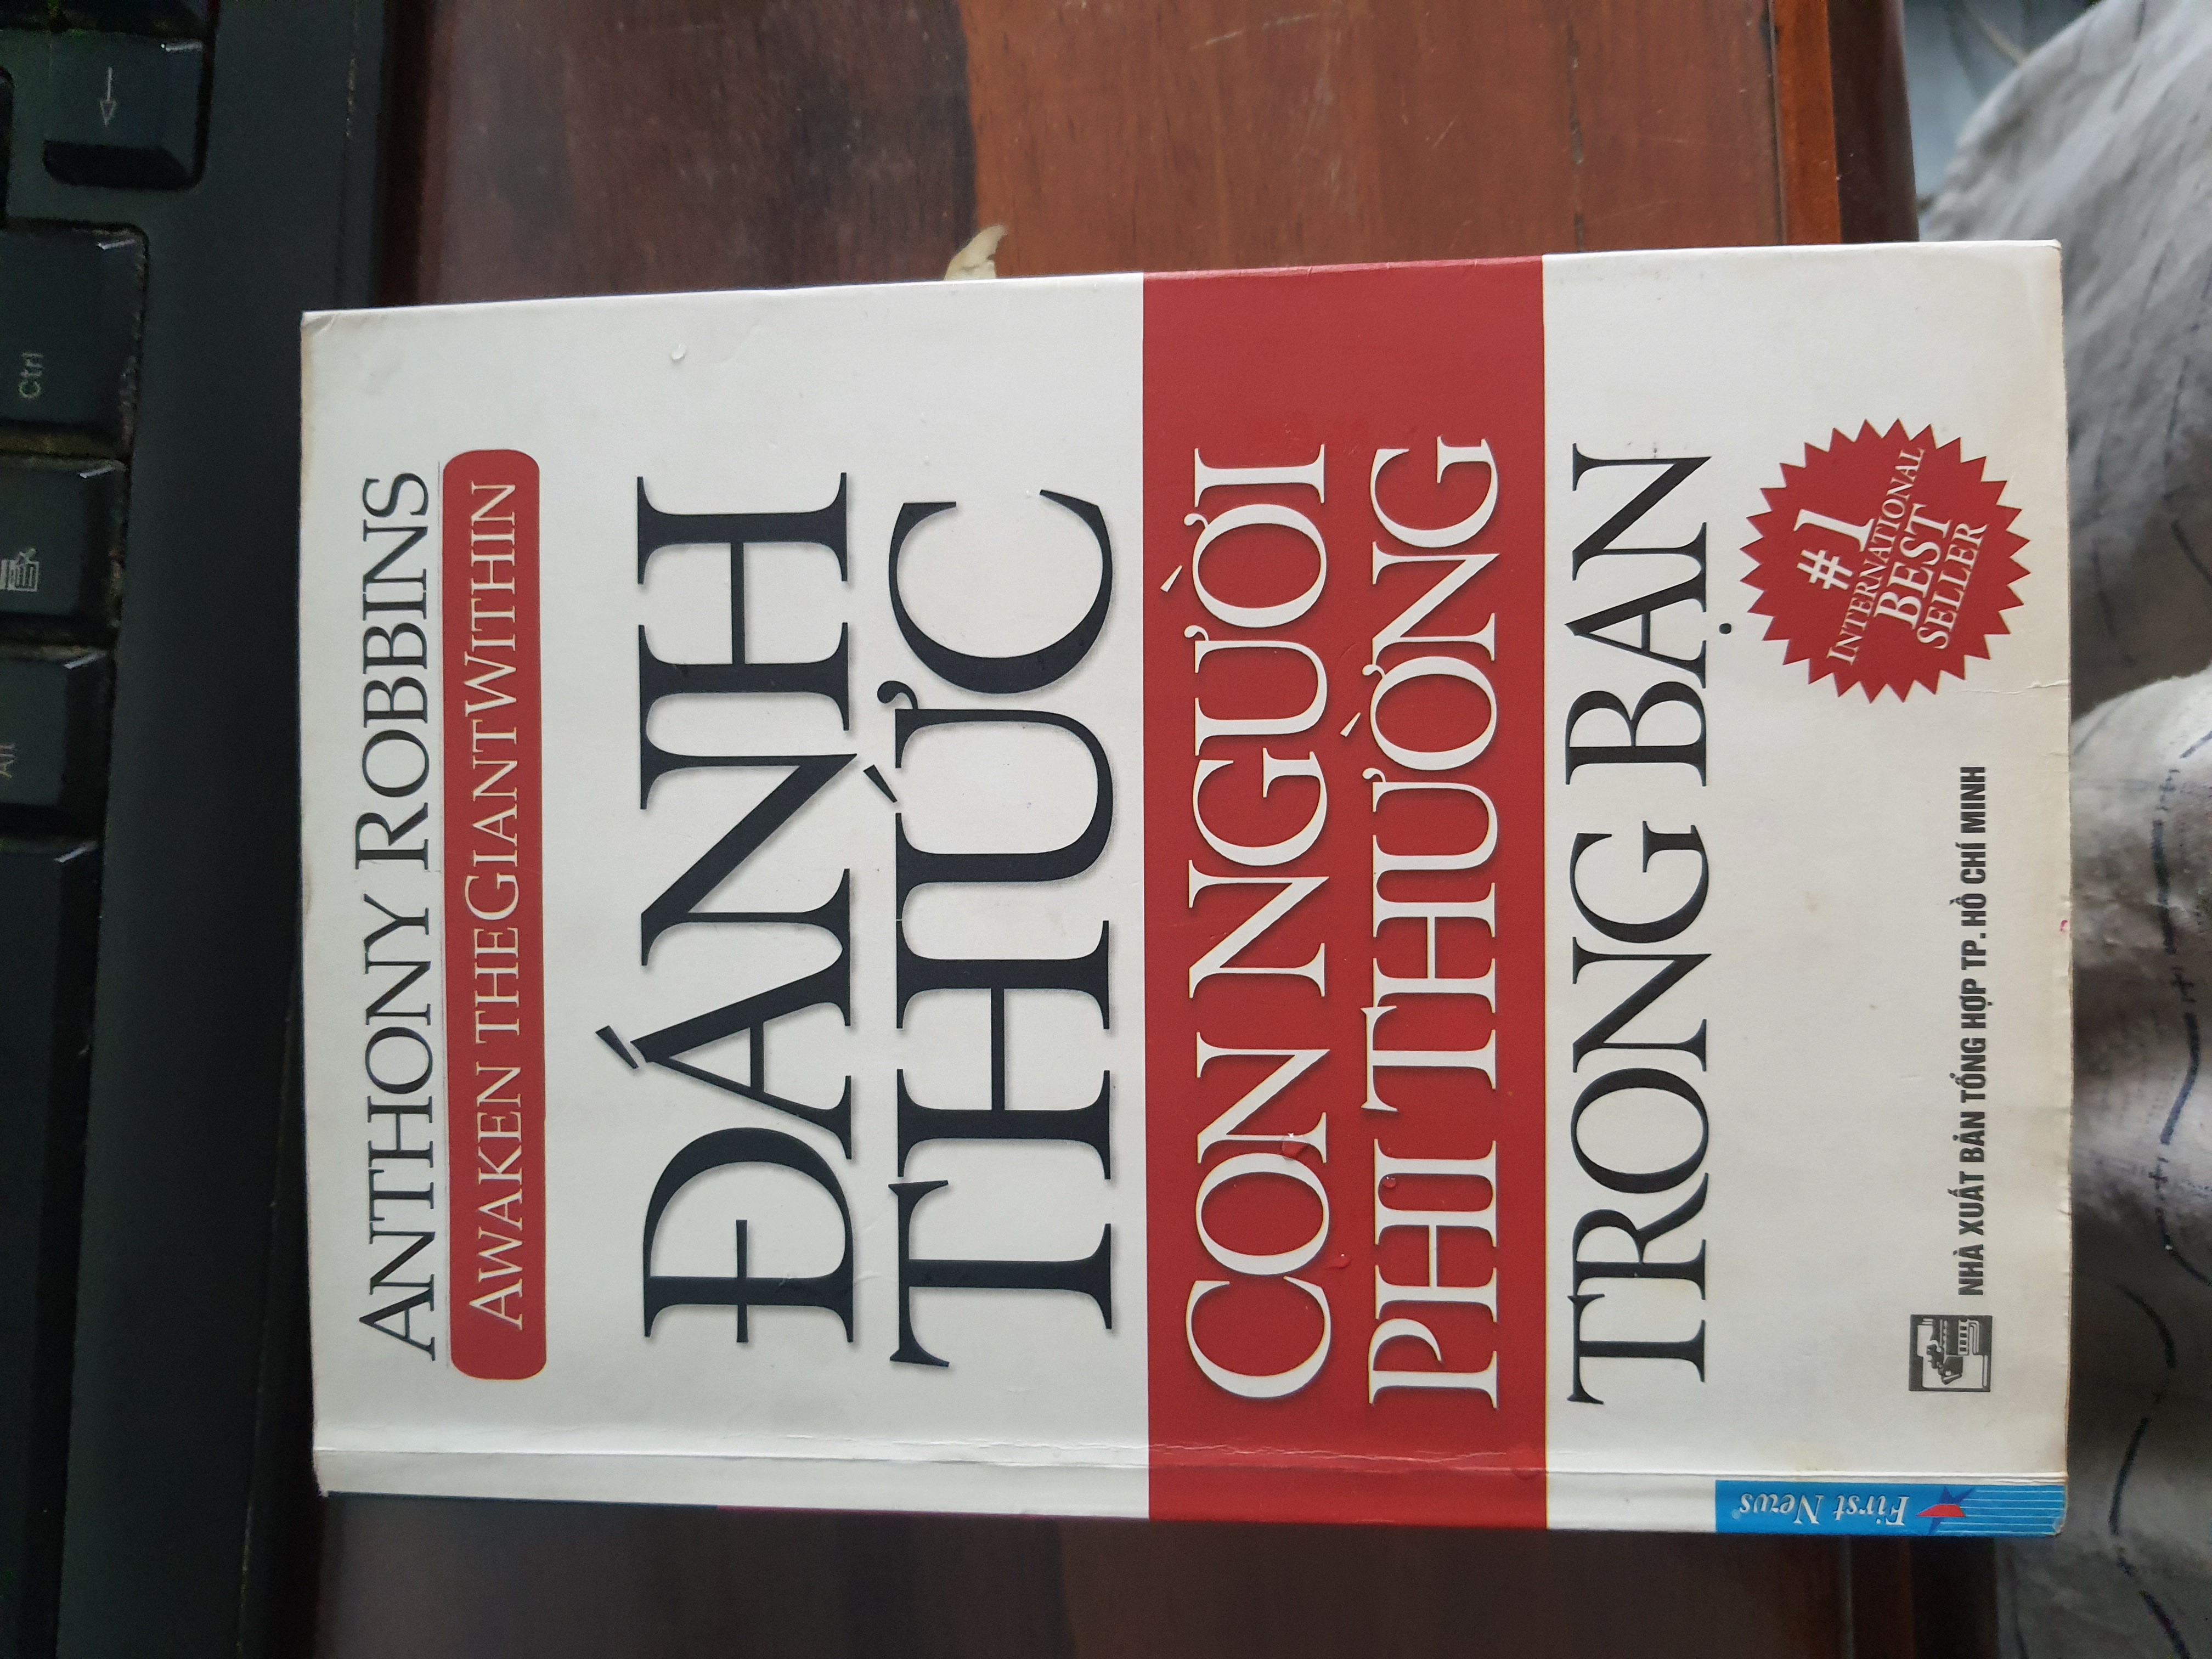 ANTHONY ROBBINS
AWAKEN THE GIANT WITHIN
ĐÁNH
THỨC
CON NGƯỜI
PHI THƯỜNG
TRONG BẠN
#1
INTERNATIONAL
BEST
SELLER
NHÀ XUẤT BẢN TỔNG HỢP TP. HỒ CHÍ MINH
First News
Ctrl
Alt